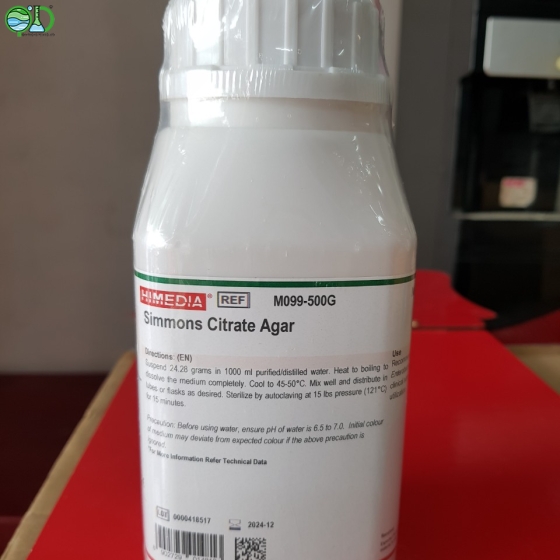 HIMEDIA® REF M099-500G
Simmons Citrate Agar
Directions: (EN)
Suspend 24.28 grams in 1000 ml purified/distilled water. Heat to boiling to
dissolve the medium completely. Cool to 45-50°C. Mix well and distribute in
tubes or flasks as desired. Sterilize by autoclaving at 15 lbs pressure (121°C)
for 15 minutes.
Precaution: Before using water, ensure pH of water is 6.5 to 7.0. Initial colour
of medium may deviate from expected colour if the above precaution is
ignored.
*For More Information Refer Technical Data
LOT 0000418517 2024-12
Use